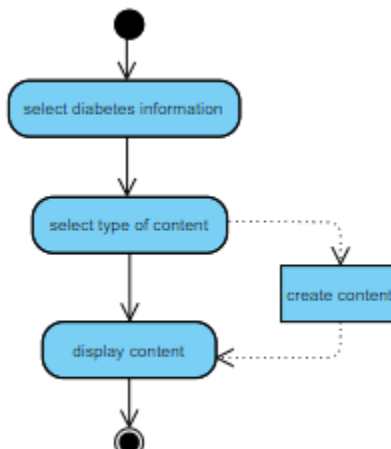 select diabetes information
select type of content
create content
display content